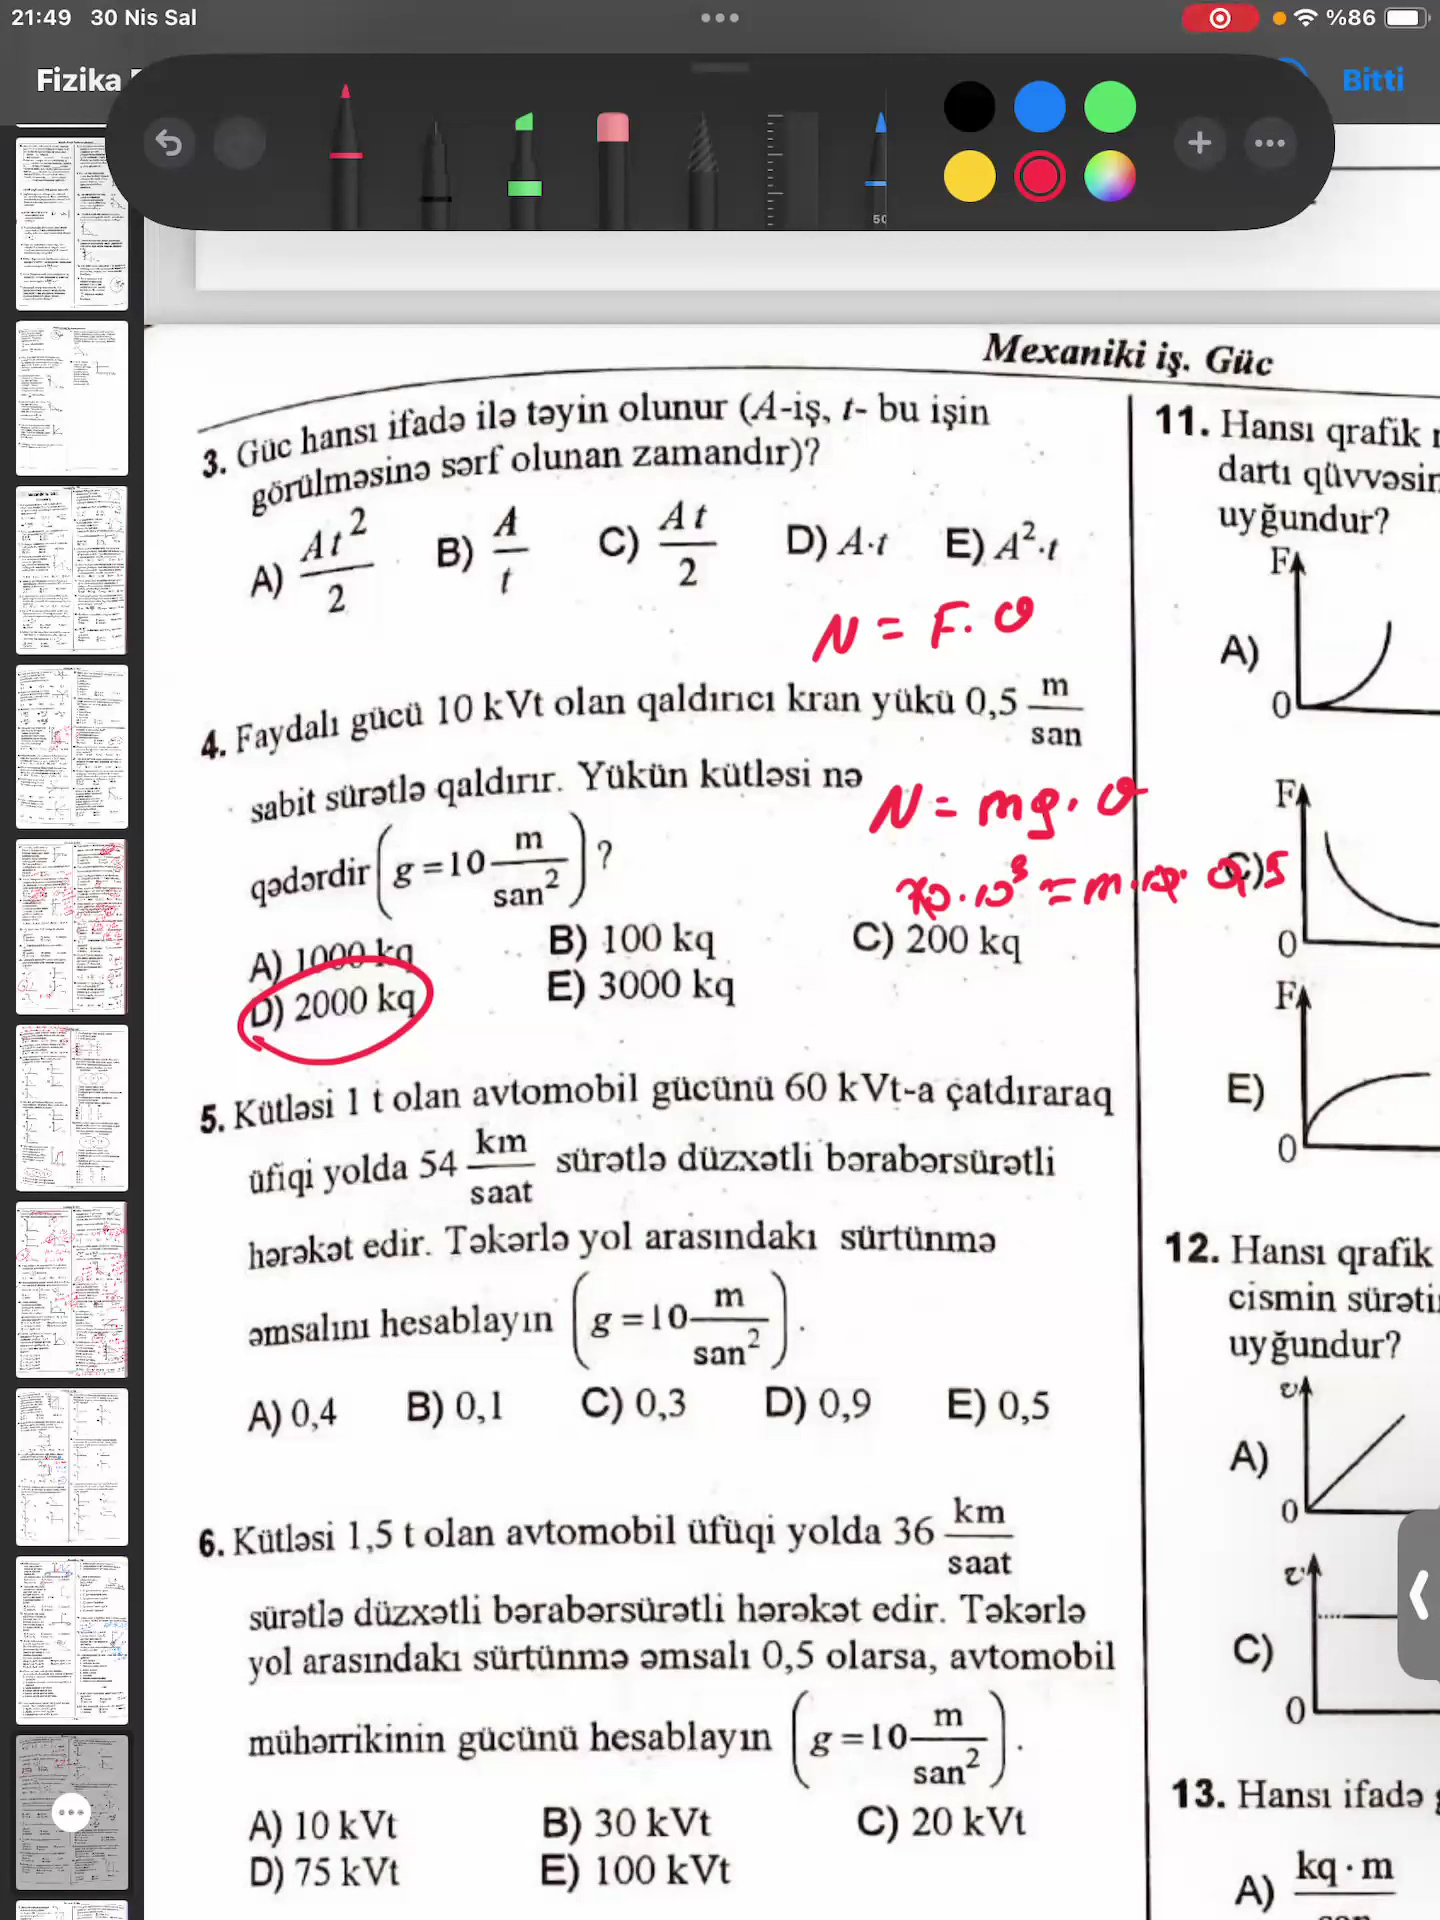 21:49 30 Nis Sal
%86
Fizika
Bitti
50
Mexaniki iş. Güc
3. Güc hansı ifadə ilə təyin olunur (A-iş, t- bu işin
görülməsinə sərf olunan zamandır)?
A) At²/2 B) A/t C) At/2 D) A·t E) A²·t
N = F. υ
4. Faydalı gücü 10 kVt olan qaldırıcı kran yükü 0,5 m/san
sabit sürətlə qaldırır. Yükün kütləsi nə
N = mg. υ
qədərdir (g=10 m/san²)?
10·10³ = m·10· 0,5
A) 1000 kq B) 100 kq C) 200 kq
D) 2000 kq E) 3000 kq
5. Kütləsi 1 t olan avtomobil gücünü 60 kVt-a çatdıraraq
üfiqi yolda 54 km/saat sürətlə düzxətli bərabərsürətli
hərəkət edir. Təkərlə yol arasındakı sürtünmə
əmsalını hesablayın (g=10 m/san²).
A) 0,4 B) 0,1 C) 0,3 D) 0,9 E) 0,5
6. Kütləsi 1,5 t olan avtomobil üfüqi yolda 36 km/saat
sürətlə düzxətli bərabərsürətli hərəkət edir. Təkərlə
yol arasındakı sürtünmə əmsalı 0,5 olarsa, avtomobil
mühərrikinin gücünü hesablayın (g=10 m/san²).
A) 10 kVt B) 30 kVt C) 20 kVt
D) 75 kVt E) 100 kVt
11. Hansı qrafik
dartı qüvvəsin
uyğundur?
F
A)
0
F
C)
0
F
E)
0
12. Hansı qrafik
cismin sürəti
uyğundur?
υ
A)
0
υ
C)
0
13. Hansı ifadə
A) kq·m